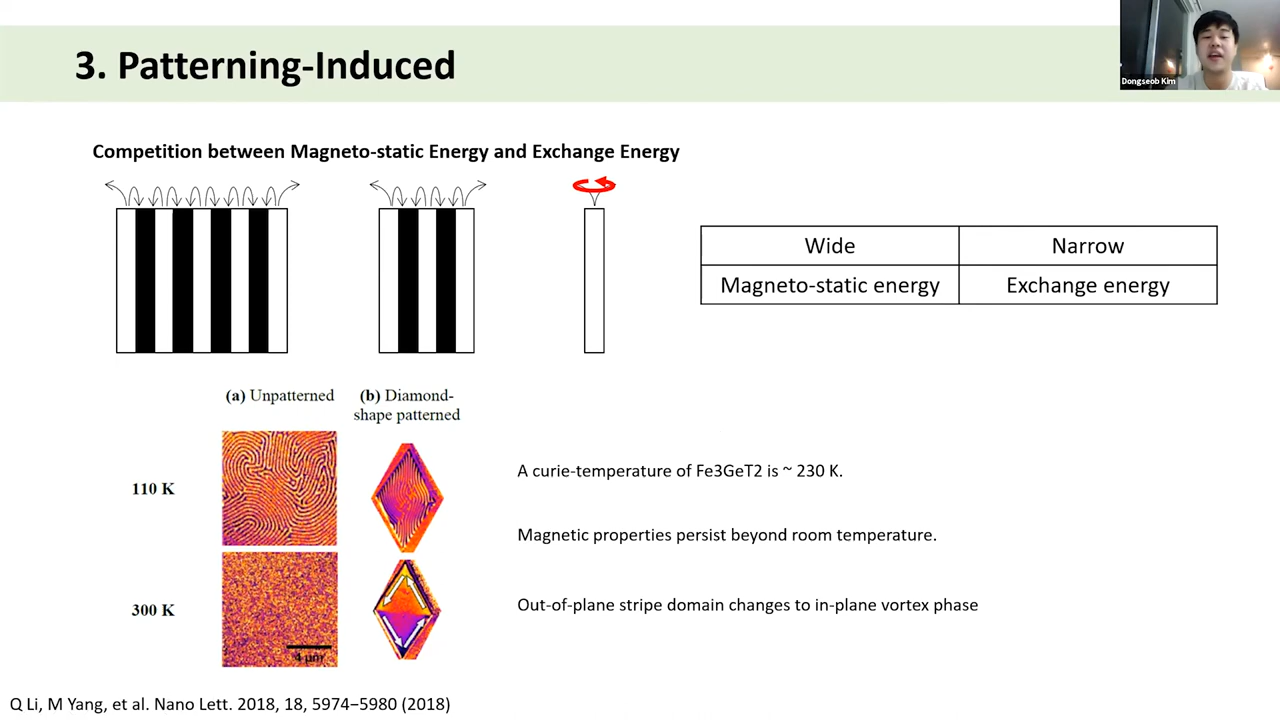 3. Patterning-Induced
Dongseob Kim
Competition between Magneto-static Energy and Exchange Energy
Wide Narrow
Magneto-static energy Exchange energy
(a) Unpatterned
(b) Diamond-
shape patterned
110 K
300 K
4 μm
A curie-temperature of Fe3GeT2 is ~ 230 K.
Magnetic properties persist beyond room temperature.
Out-of-plane stripe domain changes to in-plane vortex phase
Q Li, M Yang, et al. Nano Lett. 2018, 18, 5974−5980 (2018)